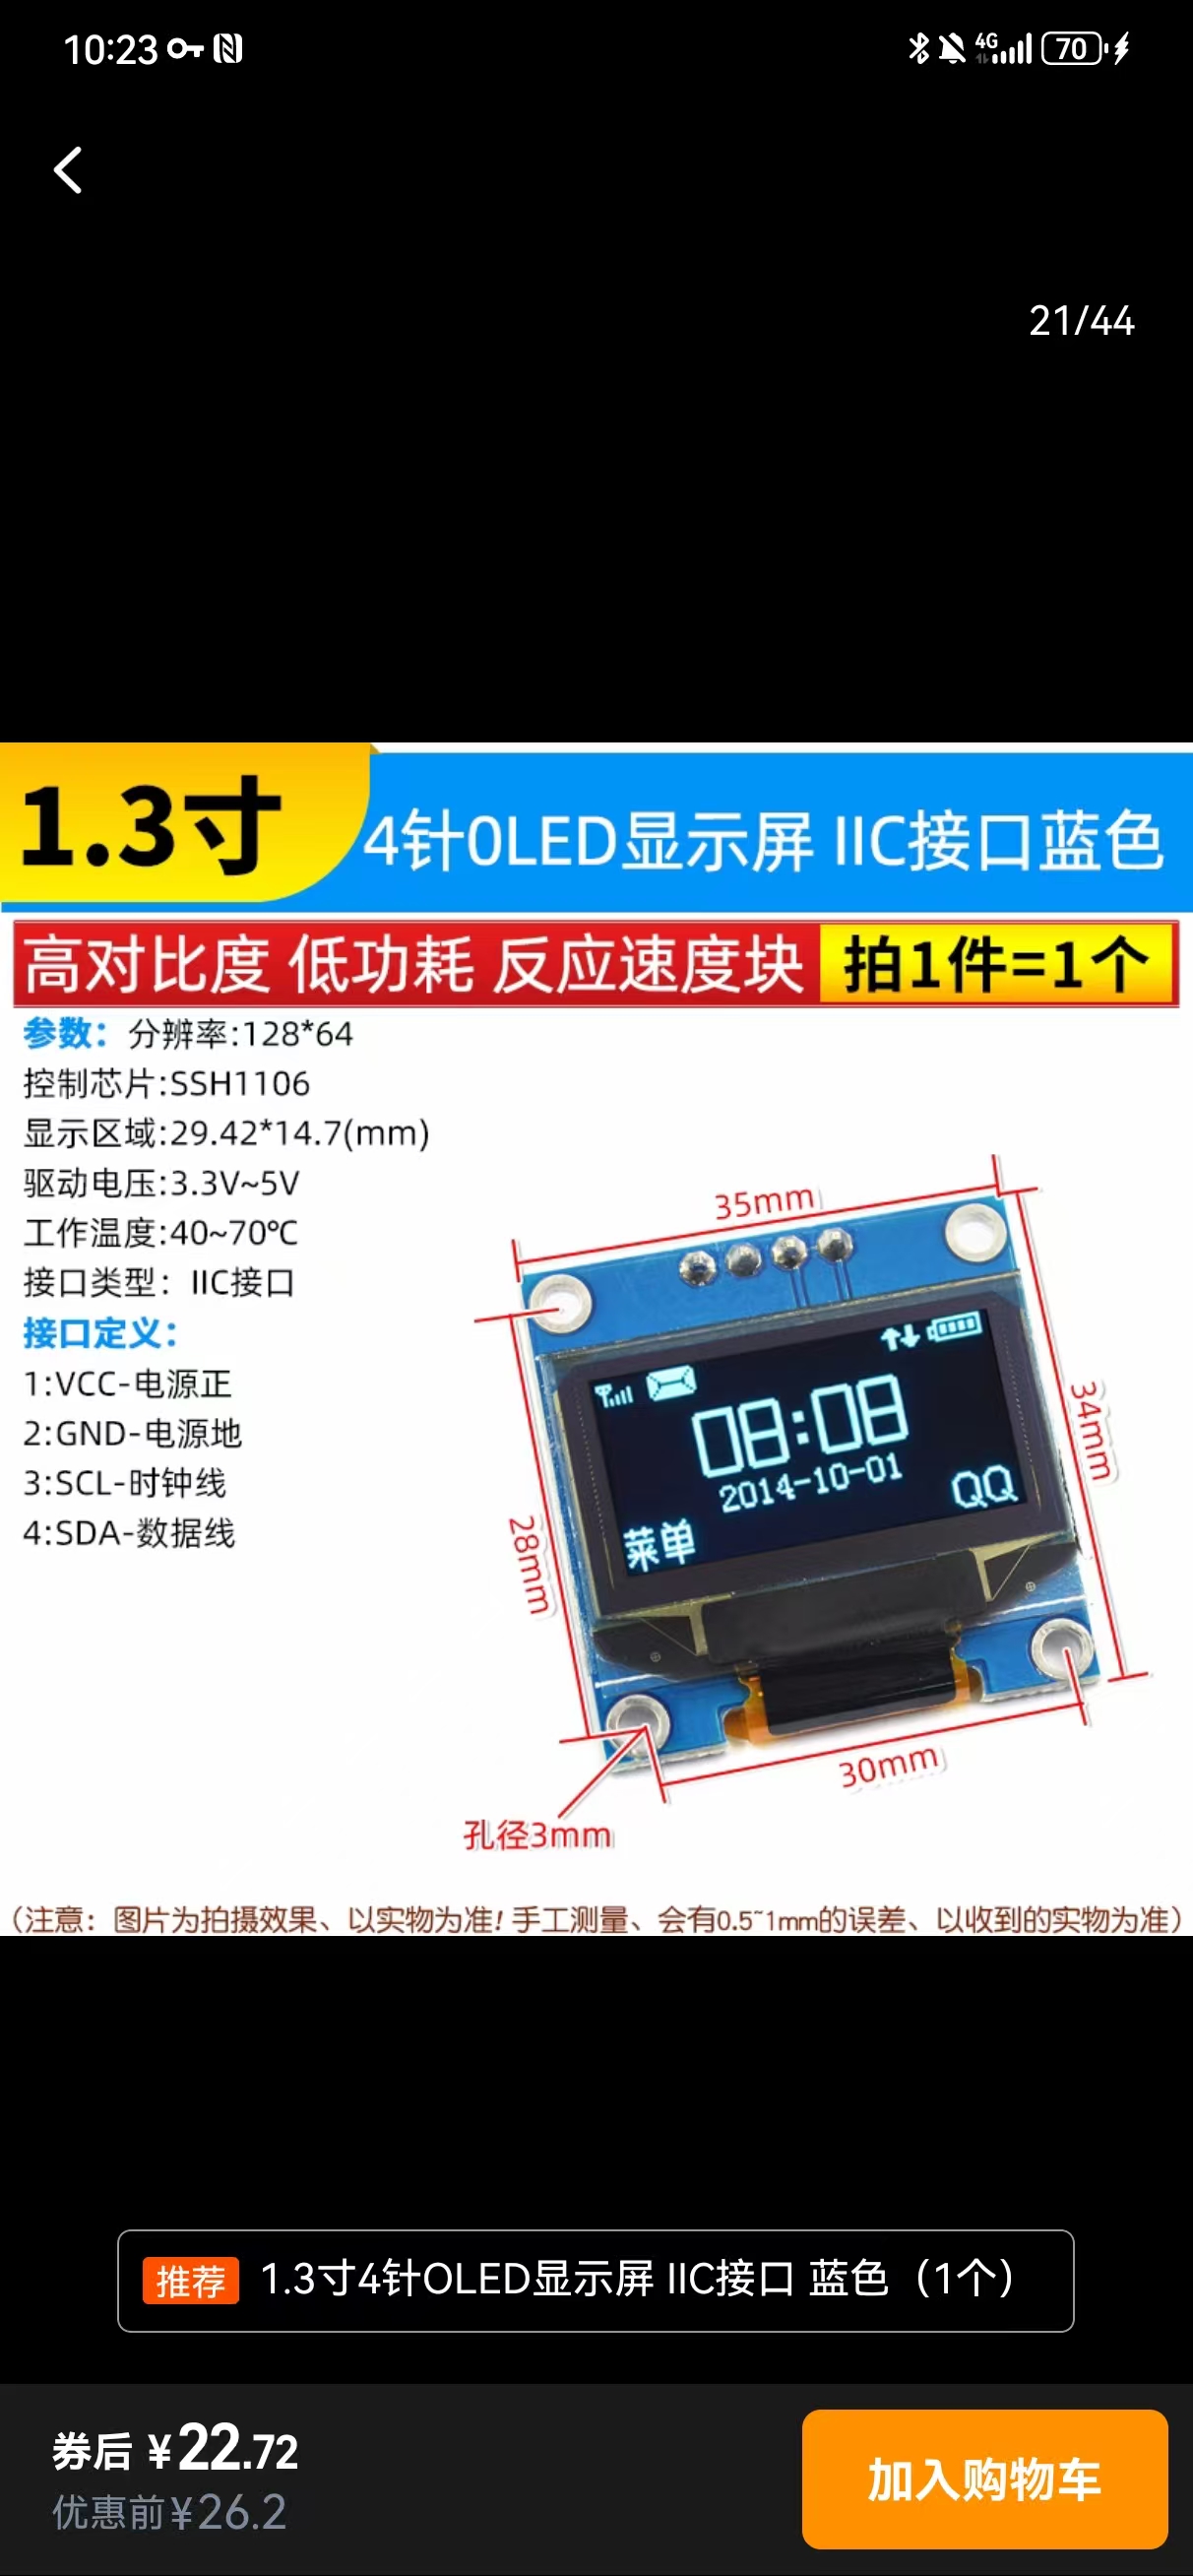 10:23
4G
70
21/44
1.3寸
4针0LED显示屏 IIC接口蓝色
高对比度 低功耗 反应速度块 拍1件=1个
参数：分辨率:128*64
控制芯片:SSH1106
显示区域:29.42*14.7(mm)
驱动电压:3.3V~5V
工作温度:40~70℃
接口类型：IIC接口
接口定义：
1:VCC-电源正
2:GND-电源地
3:SCL-时钟线
4:SDA-数据线
35mm
08:08
2014-10-01
QQ
菜单
34mm
28mm
30mm
孔径3mm
（注意：图片为拍摄效果、以实物为准! 手工测量、会有0.5~1mm的误差、以收到的实物为准）
推荐 1.3寸4针OLED显示屏 IIC接口 蓝色（1个）
券后 ¥22.72
优惠前¥26.2
加入购物车